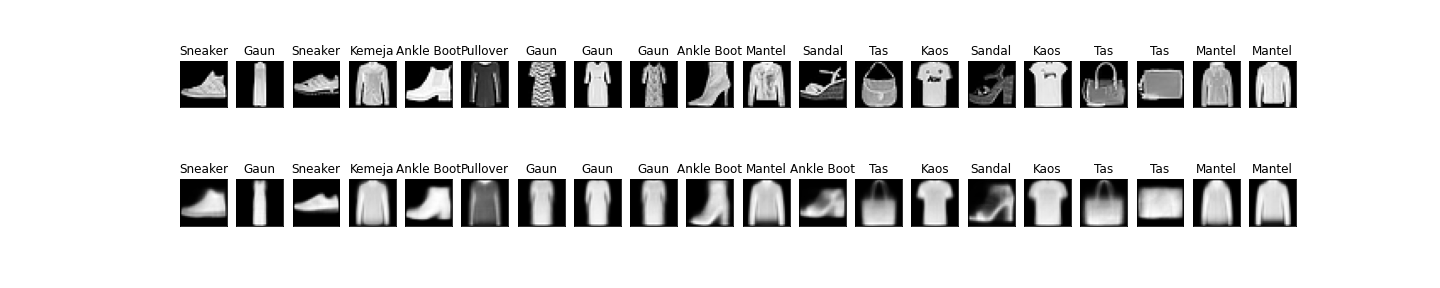 Sneaker Gaun Sneaker Kemeja Ankle Boot Pullover Gaun Gaun Gaun Ankle Boot Mantel Sandal Tas Kaos Sandal Kaos Tas Tas Mantel Mantel
Sneaker Gaun Sneaker Kemeja Ankle Boot Pullover Gaun Gaun Gaun Ankle Boot Mantel Ankle Boot Tas Kaos Sandal Kaos Tas Tas Mantel Mantel